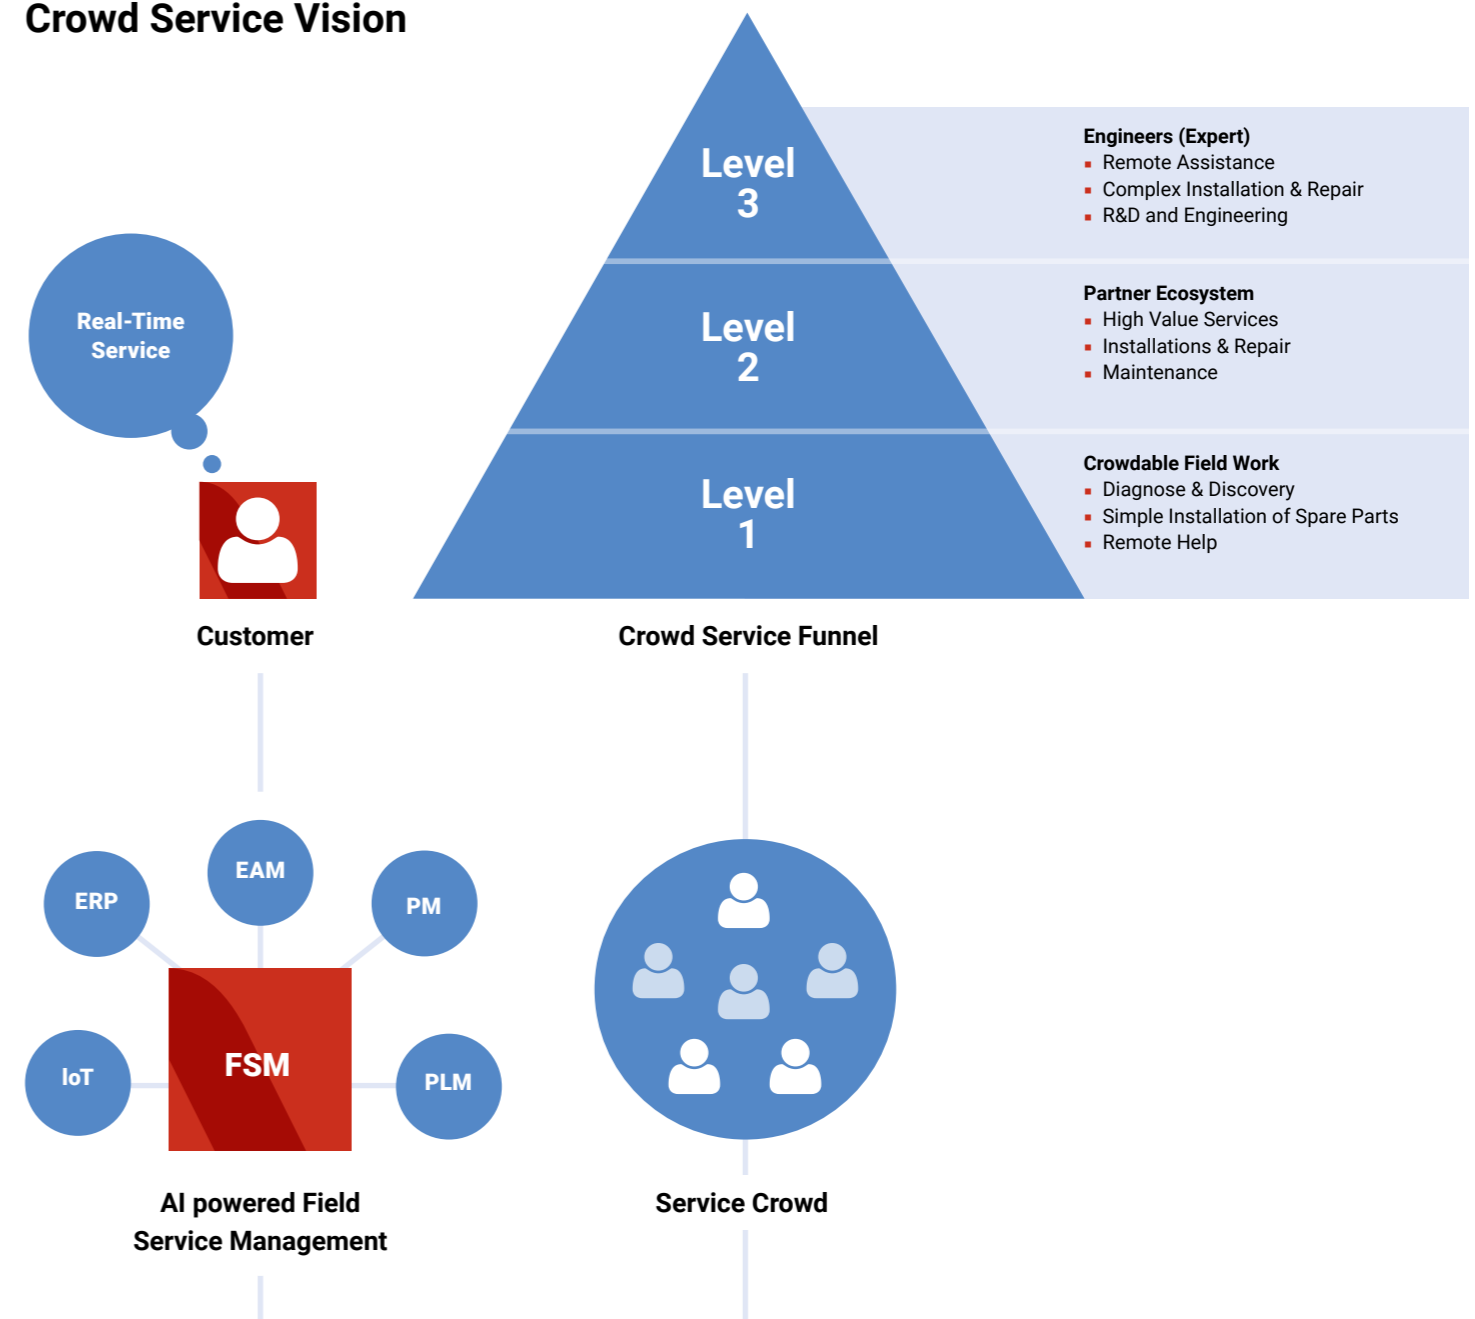 Crowd Service Vision
Real-Time
Service
Customer
Level
3
Level
2
Level
1
Engineers (Expert)
Remote Assistance
Complex Installation & Repair
R&D and Engineering
Partner Ecosystem
High Value Services
Installations & Repair
Maintenance
Crowdable Field Work
Diagnose & Discovery
Simple Installation of Spare Parts
Remote Help
Crowd Service Funnel
ERP
EAM
PM
IoT
FSM
PLM
AI powered Field
Service Management
Service Crowd